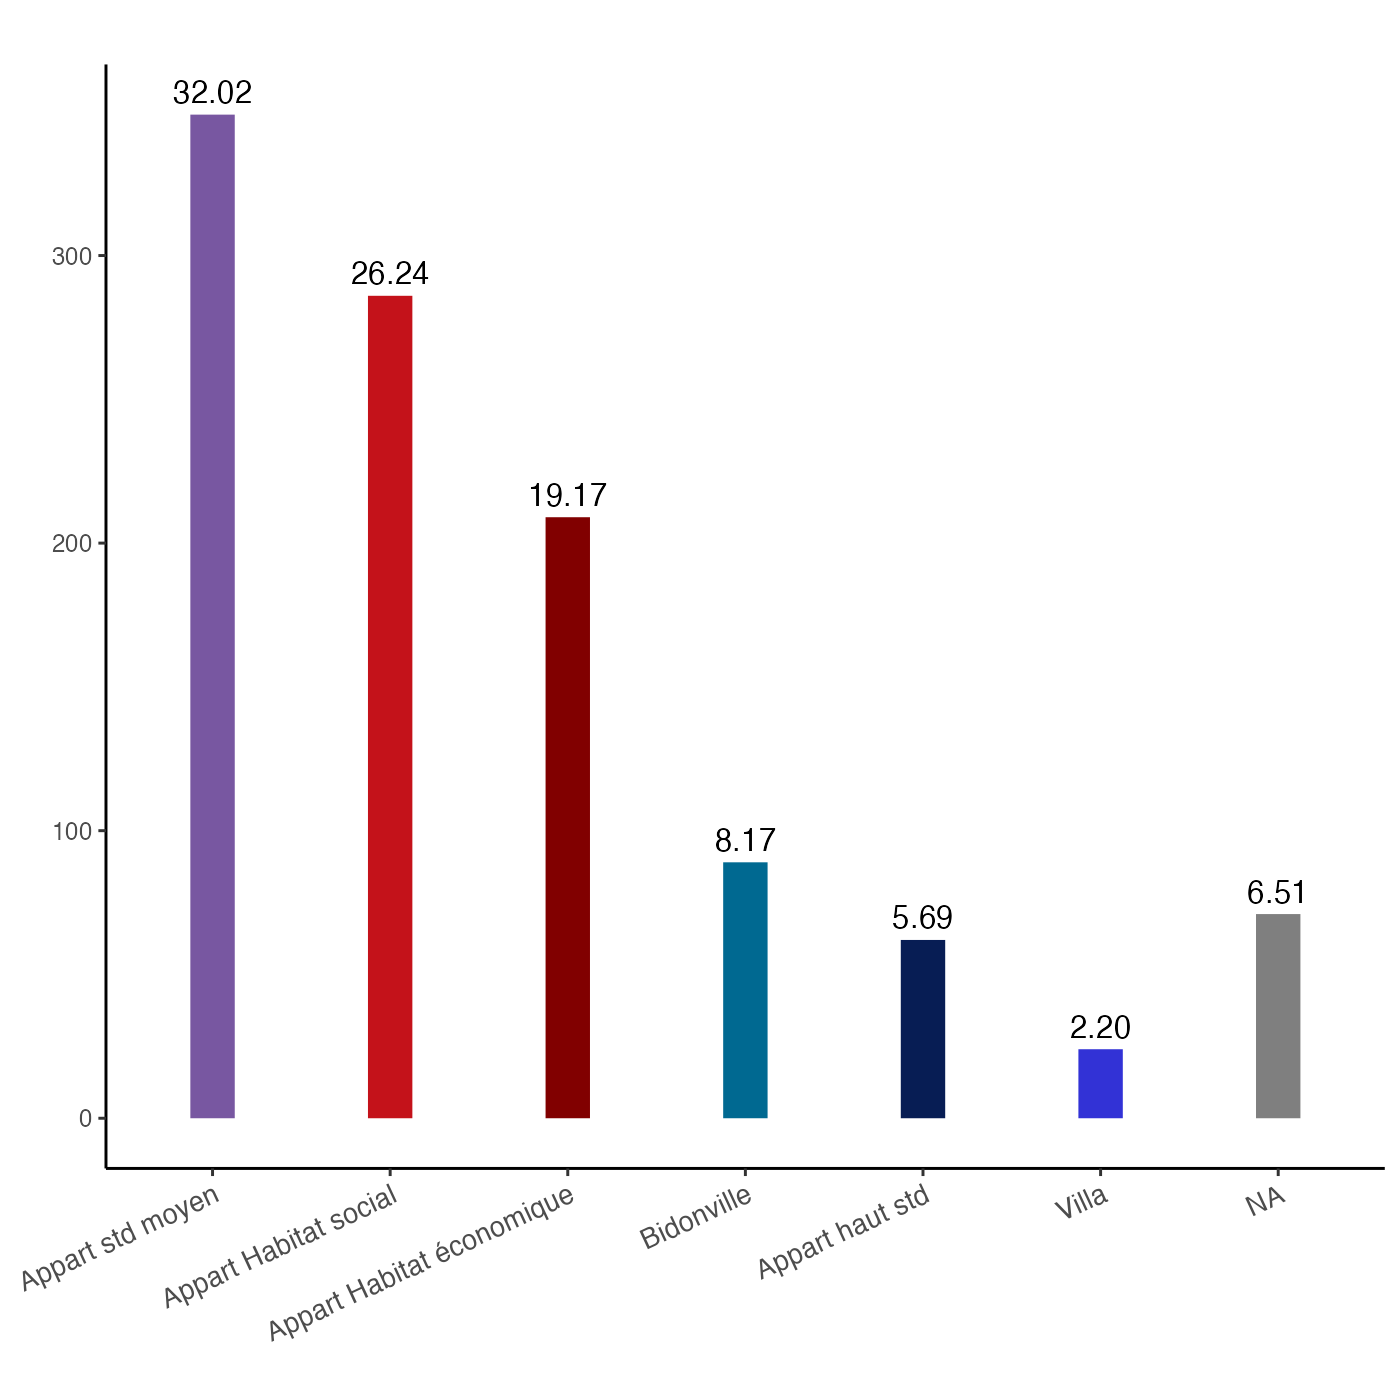 32.02
26.24
19.17
8.17
5.69
2.20
6.51
300
200
100
0
Appart std moyen
Appart Habitat social
Appart Habitat économique
Bidonville
Appart haut std
Villa
NA